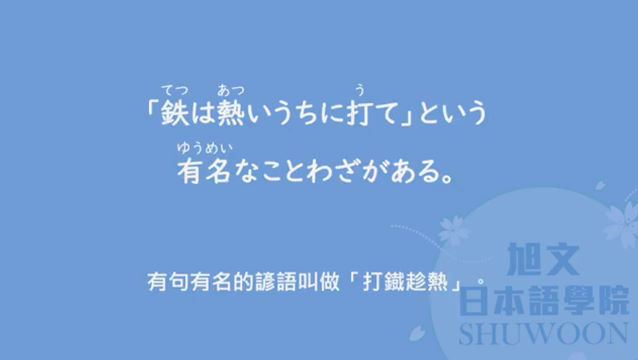 てつ あつ う
「鉄は熱いうちに打て」という
ゆうめい
有名なことわざがある。
有句有名的諺語叫做「打鐵趁熱」。
旭文
日本語學院
SHUWOON